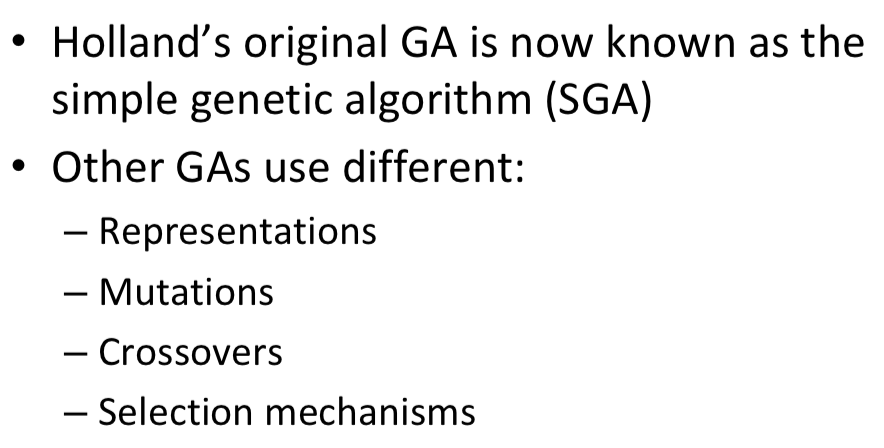 • Holland’s original GA is now known as the
simple genetic algorithm (SGA)
• Other GAs use different:
– Representations
– Mutations
– Crossovers
– Selection mechanisms